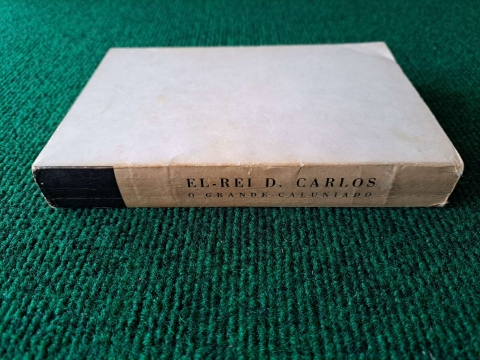 EL-REI D. CARLOS
O GRANDE CALUNIADO